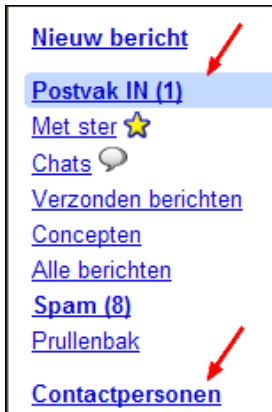 Nieuw bericht
Postvak IN (1)
Met ster
Chats
Verzonden berichten
Concepten
Alle berichten
Spam (8)
Prullenbak
Contactpersonen